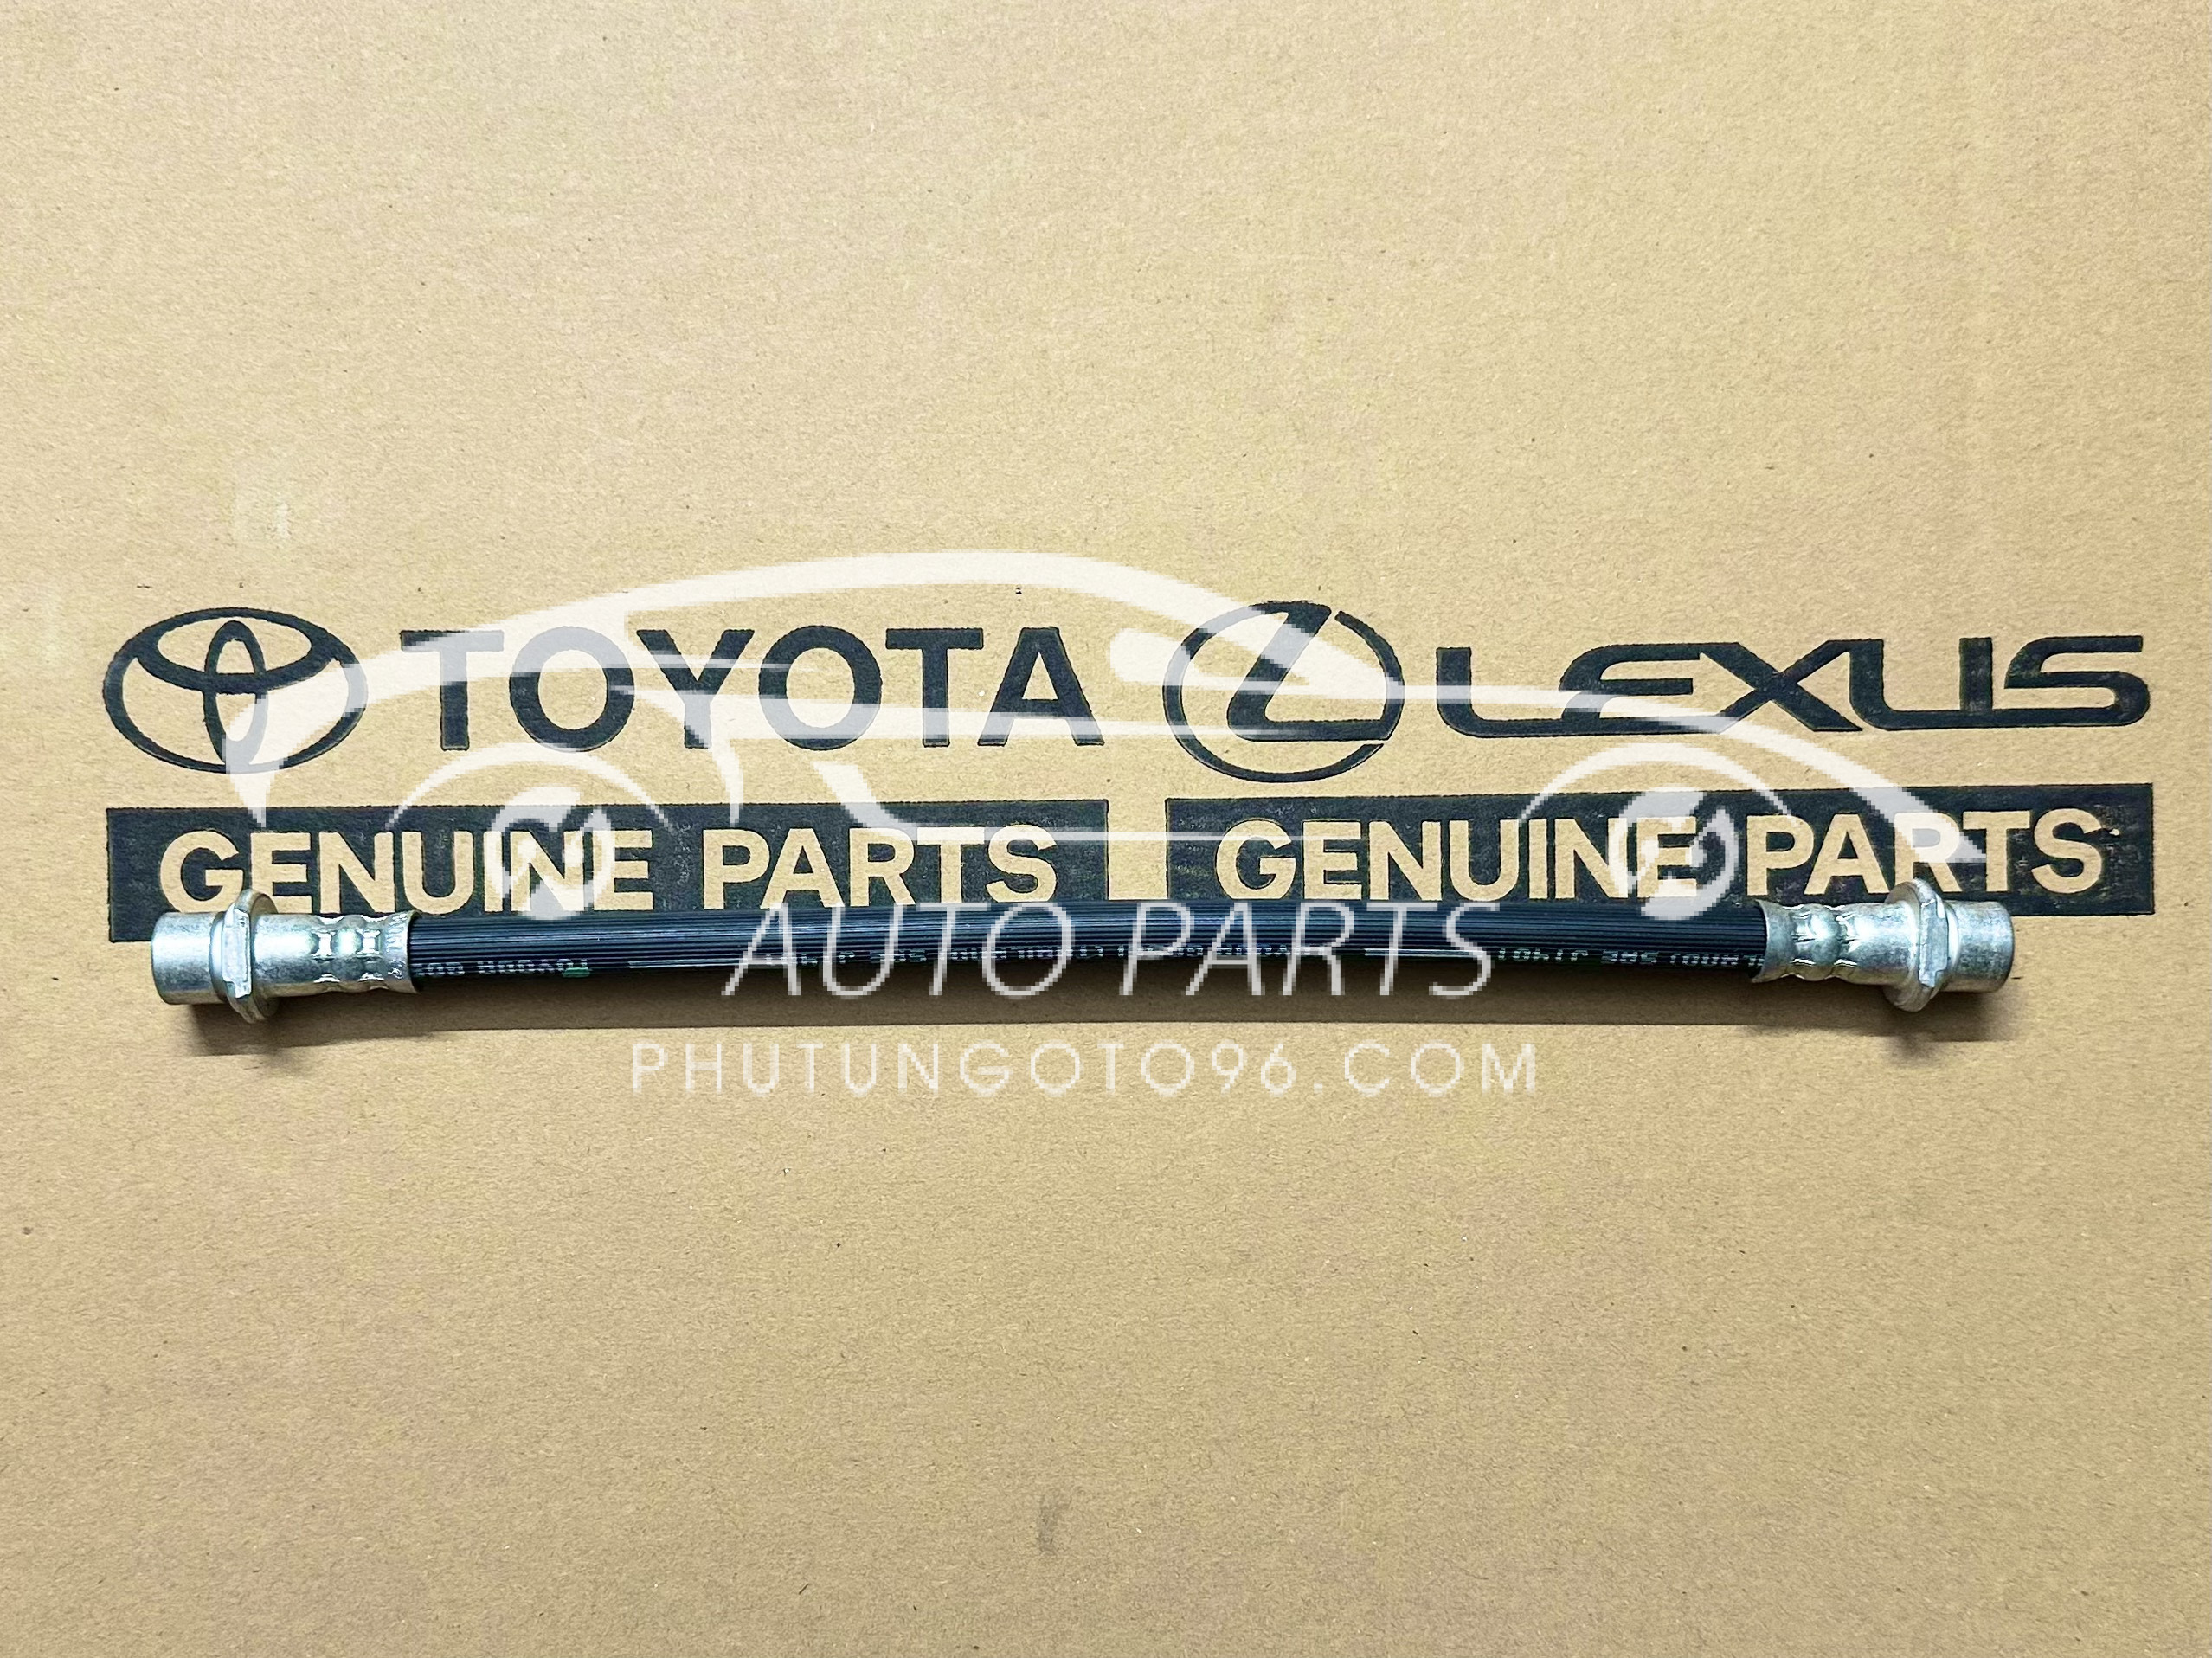 TOYOTA LEXUS
GENUINE PARTS GENUINE PARTS
AUTO PARTS
PHUTUNGOTO96.COM